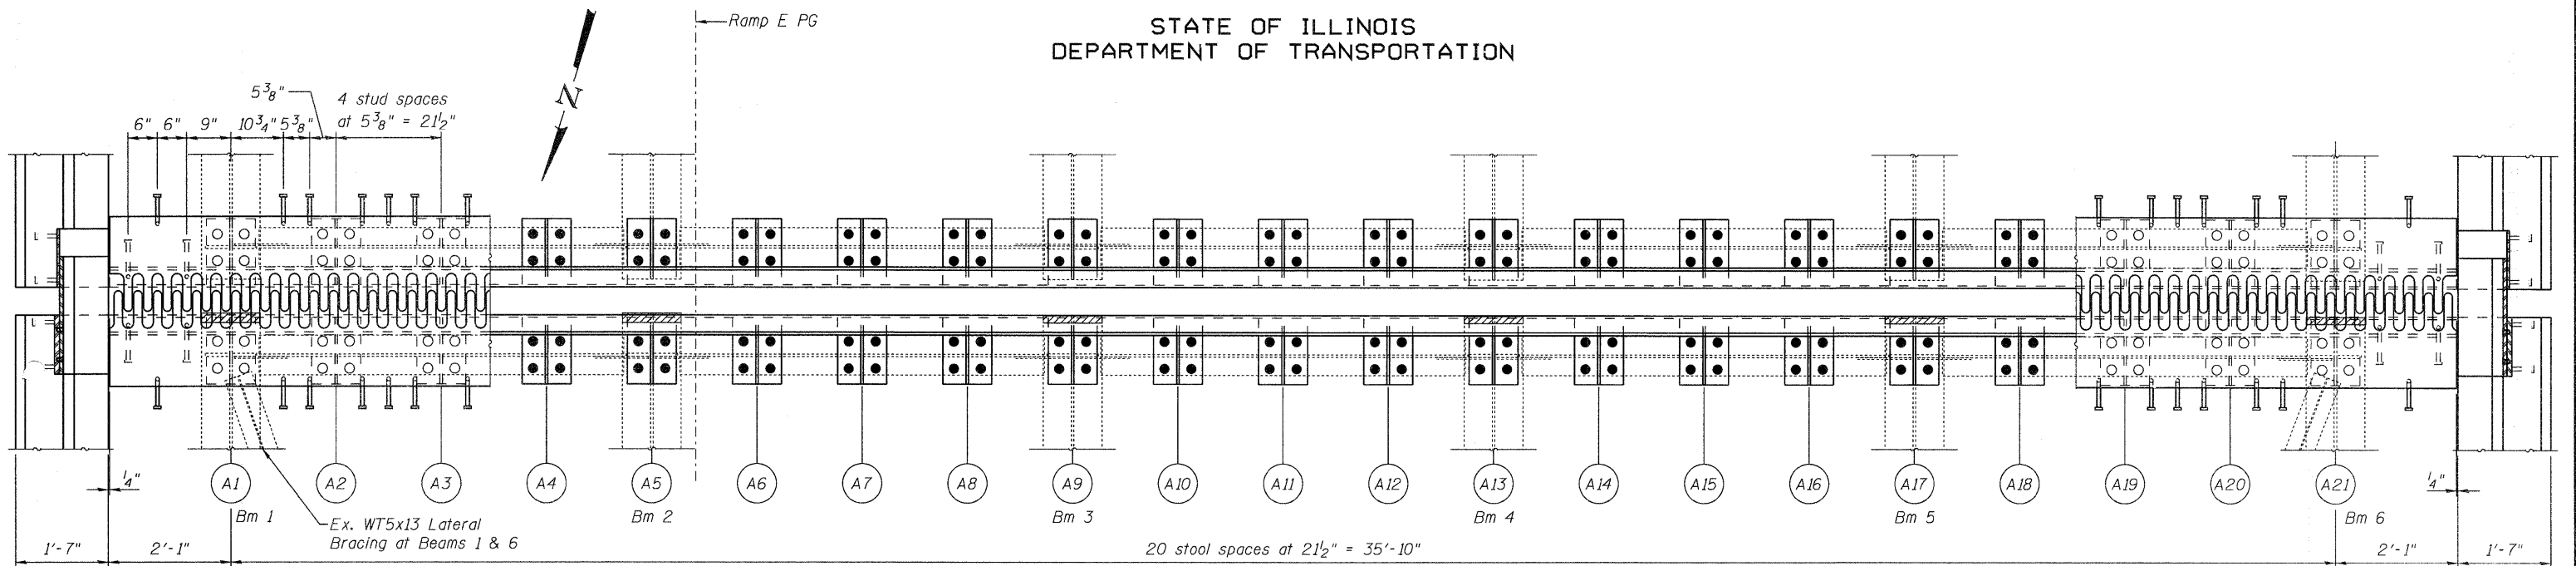 Ramp E PG
STATE OF ILLINOIS
DEPARTMENT OF TRANSPORTATION
N
5 3/8"
4 stud spaces
at 5 3/8" = 21 1/2"
6" 6" 9" 10 3/4" 5 3/8"
1/4"
A1 A2 A3 A4 A5 A6 A7 A8 A9 A10 A11 A12 A13 A14 A15 A16 A17 A18 A19 A20 A21
1/4"
Bm 1 Bm 2 Bm 3 Bm 4 Bm 5 Bm 6
Ex. WT5x13 Lateral
Bracing at Beams 1 & 6
1'-7" 2'-1" 20 stool spaces at 21 1/2" = 35'-10" 2'-1" 1'-7"